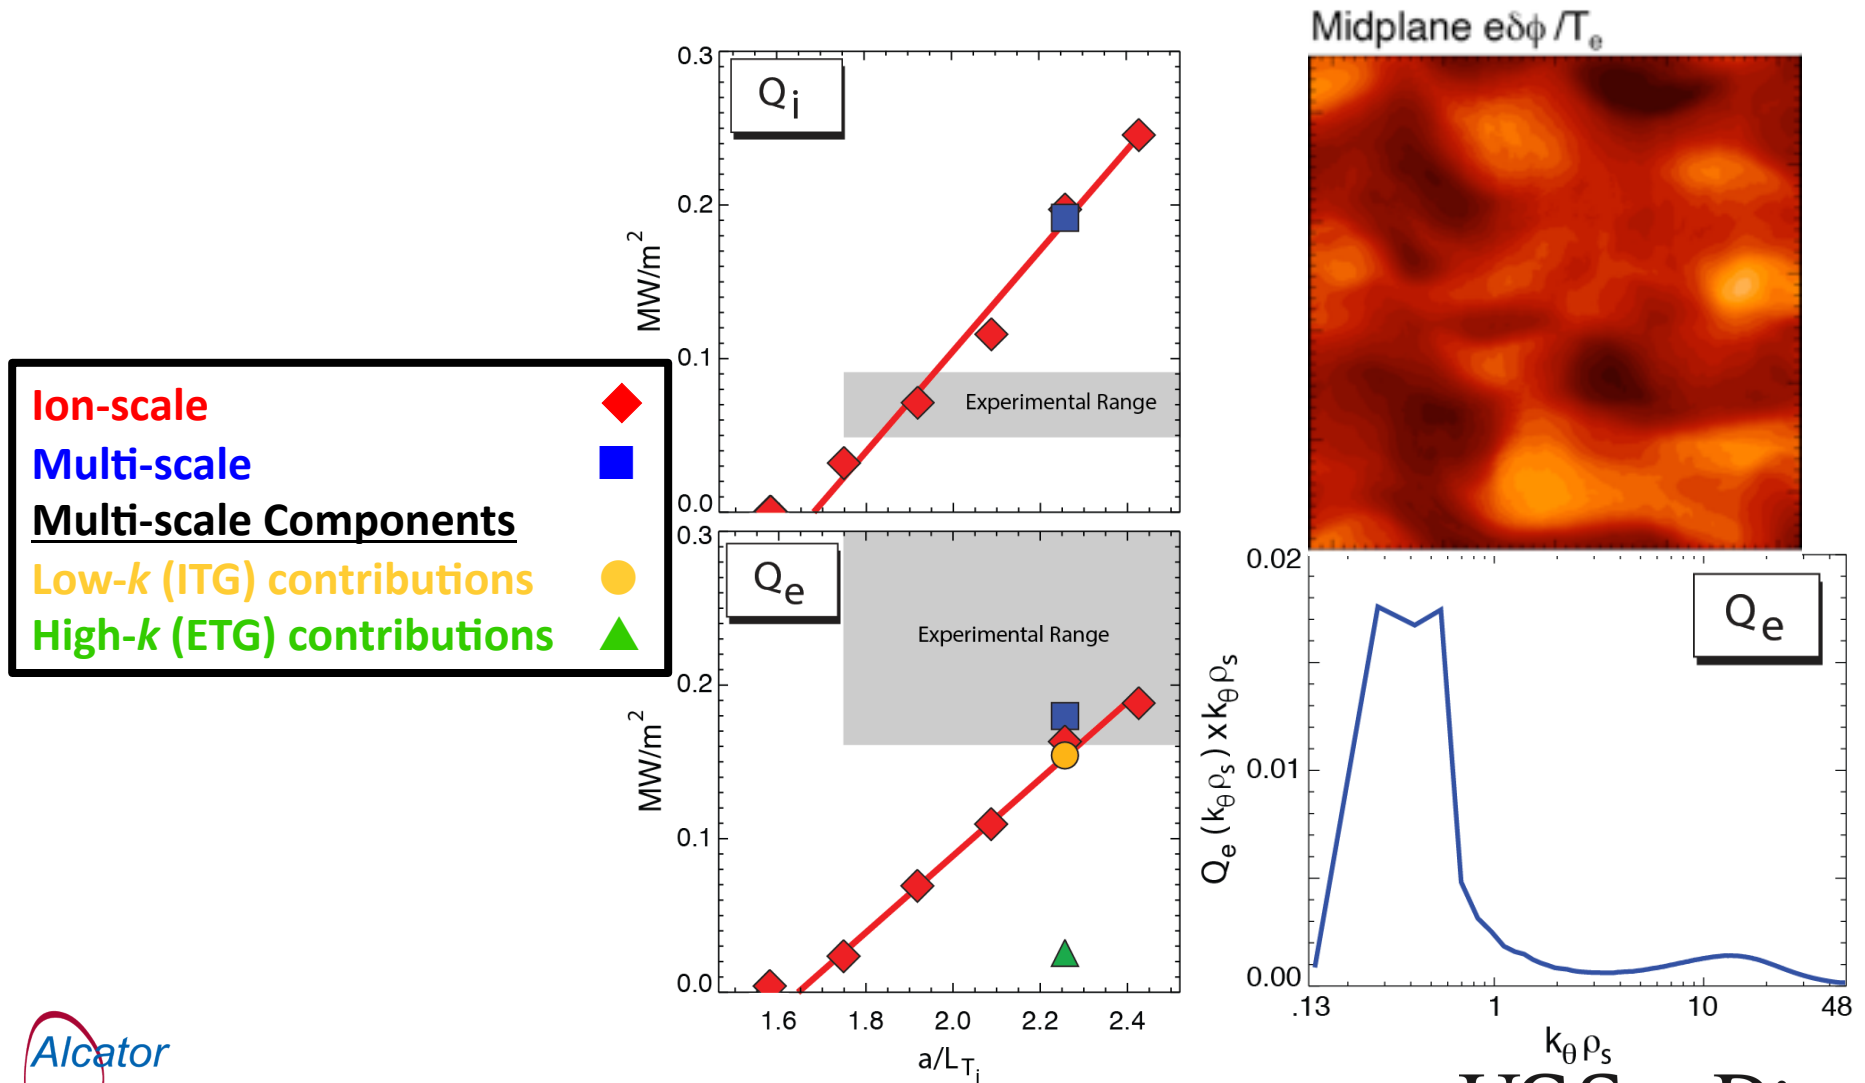 Ion-scale
Multi-scale
Multi-scale Components
Low-k (ITG) contributions
High-k (ETG) contributions
Alcator
Qi
MW/m²
0.3
0.2
0.1
0.0
Experimental Range
Qe
MW/m²
0.3
0.2
0.1
0.0
Experimental Range
1.6 1.8 2.0 2.2 2.4
a/LTi
Midplane eδϕ/Te
Qe
Qe (kθρs) x kθρs
0.02
0.01
0.00
.13 1 10 48
kθρs